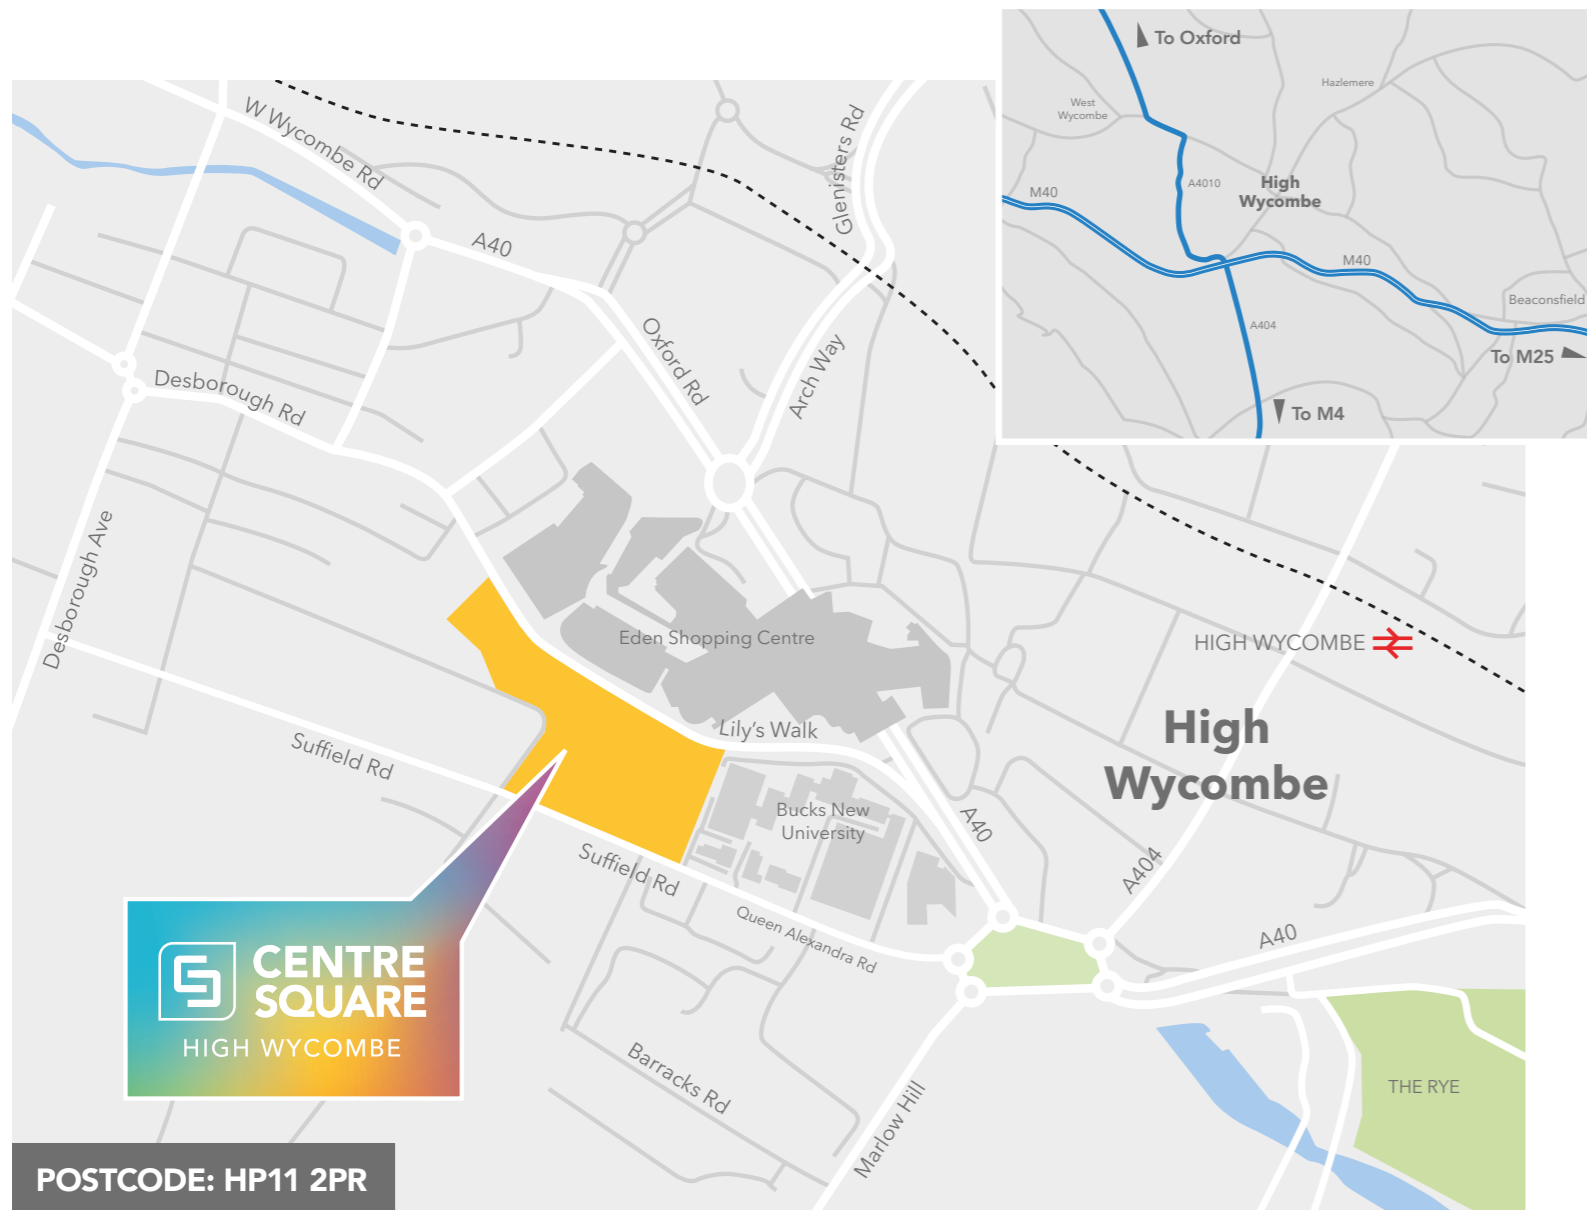 To Oxford
Hazlemere
West
Wycombe
A4010
High
Wycombe
M40
M40
Beaconsfield
A404
To M25
To M4
W Wycombe Rd
Glenisters Rd
A40
Oxford Rd
Arch Way
Desborough Rd
Desborough Ave
Eden Shopping Centre
HIGH WYCOMBE
High
Wycombe
Lily's Walk
Suffield Rd
Bucks New
University
A40
Suffield Rd
A404
Queen Alexandra Rd
A40
CENTRE
SQUARE
HIGH WYCOMBE
Barracks Rd
THE RYE
Marlow Hill
POSTCODE: HP11 2PR